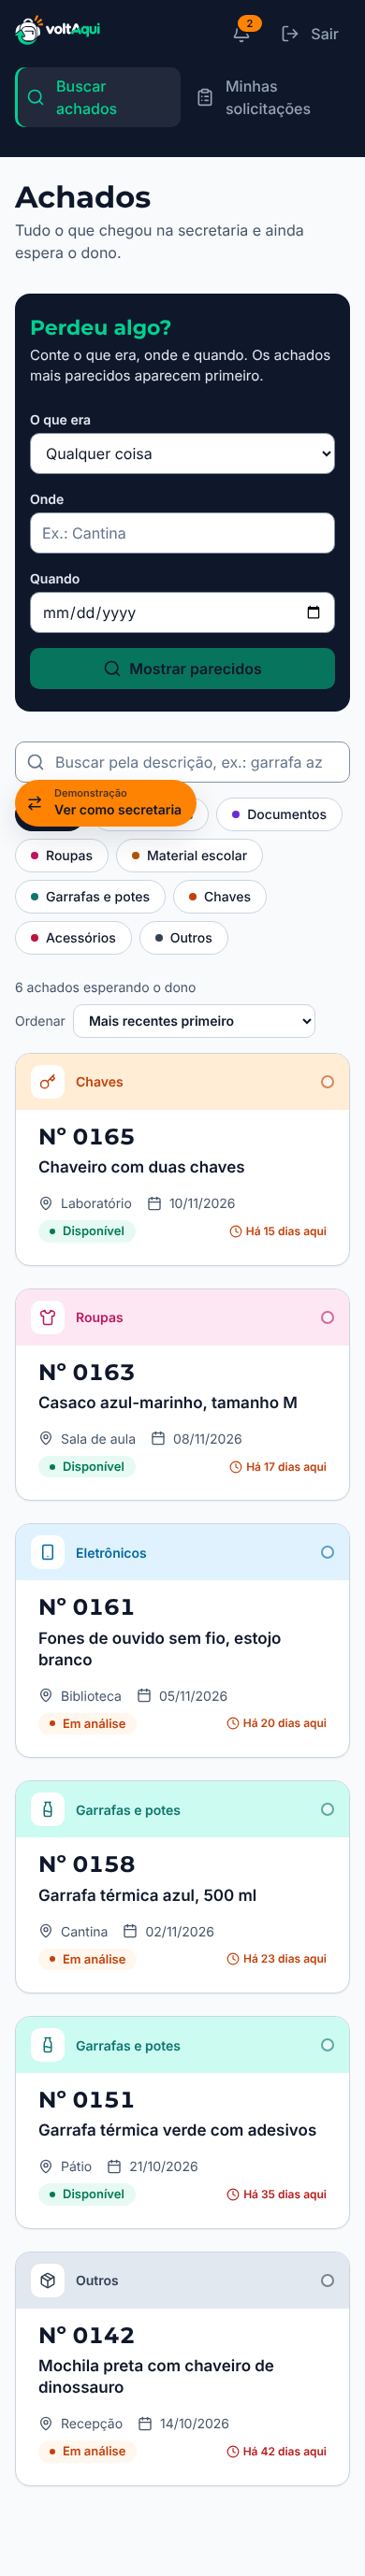 voltAqui
2
Sair
Buscar
achados
Minhas
solicitações
Achados
Tudo o que chegou na secretaria e ainda
espera o dono.
Perdeu algo?
Conte o que era, onde e quando. Os achados
mais parecidos aparecem primeiro.
O que era
Qualquer coisa
Onde
Ex.: Cantina
Quando
mm/dd/yyyy
Mostrar parecidos
Buscar pela descrição, ex.: garrafa az
Demonstração
Ver como secretaria
Documentos
Roupas
Material escolar
Garrafas e potes
Chaves
Acessórios
Outros
6 achados esperando o dono
Ordenar
Mais recentes primeiro
Chaves
Nº 0165
Chaveiro com duas chaves
Laboratório 10/11/2026
Disponível
Há 15 dias aqui
Roupas
Nº 0163
Casaco azul-marinho, tamanho M
Sala de aula 08/11/2026
Disponível
Há 17 dias aqui
Eletrônicos
Nº 0161
Fones de ouvido sem fio, estojo
branco
Biblioteca 05/11/2026
Em análise
Há 20 dias aqui
Garrafas e potes
Nº 0158
Garrafa térmica azul, 500 ml
Cantina 02/11/2026
Em análise
Há 23 dias aqui
Garrafas e potes
Nº 0151
Garrafa térmica verde com adesivos
Pátio 21/10/2026
Disponível
Há 35 dias aqui
Outros
Nº 0142
Mochila preta com chaveiro de
dinossauro
Recepção 14/10/2026
Em análise
Há 42 dias aqui